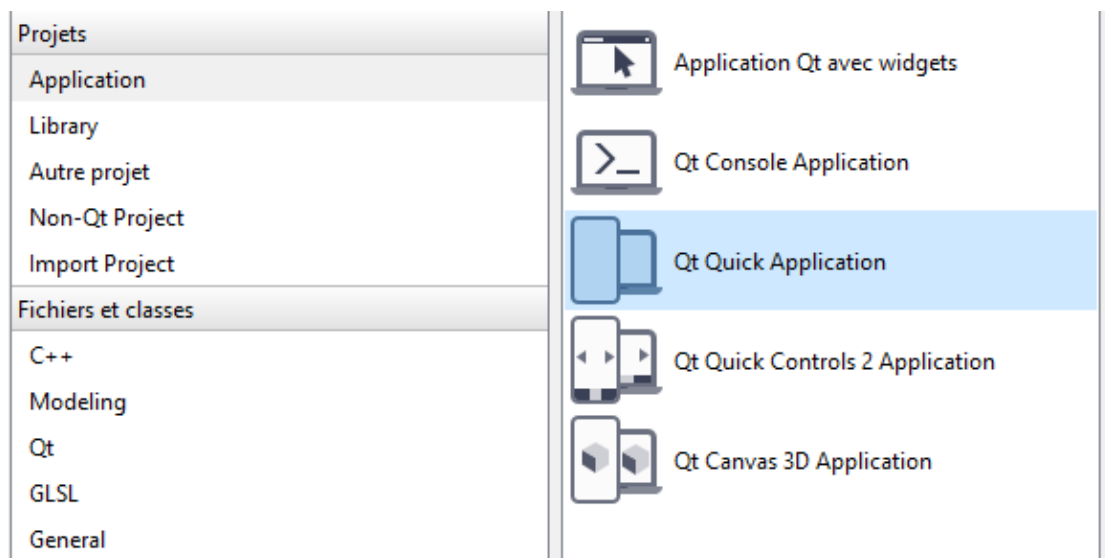 Projets
Application
Library
Autre projet
Non-Qt Project
Import Project
Fichiers et classes
C++
Modeling
Qt
GLSL
General
Application Qt avec widgets
Qt Console Application
Qt Quick Application
Qt Quick Controls 2 Application
Qt Canvas 3D Application